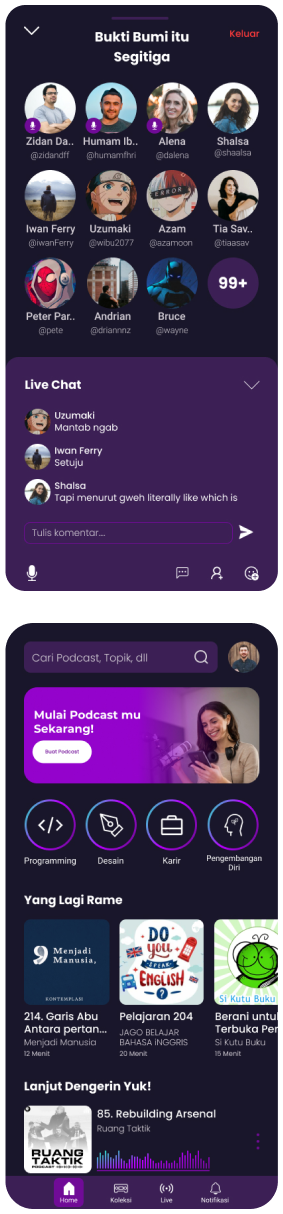 Bukti Bumi itu
Segitiga
Keluar
Zidan Da..
Humam Ib..
Alena
Shalsa
@zidandff
@humamfhri
@dalena
@shaalsa
ERROR
Iwan Ferry
Uzumaki
Azam
Tia Sav..
@iwanFerry
@wibu2077
@azamoon
@tiaasav
99+
Peter Par..
Andrian
Bruce
@pete
@driannnz
@wayne
Live Chat
Uzumaki
Mantab ngab
Iwan Ferry
Setuju
Shalsa
Tapi menurut gweh literally like which is
Tulis komentar...
Cari Podcast, Topik, dll
Mulai Podcast mu
Sekarang!
Buat Podcast
Programming
Desain
Karir
Pengembangan
Diri
Yang Lagi Rame
Menjadi
Manusia,
KONTEMPLASI
DO
you
SPEAK
ENGLISH
?
Si Kutu Buku
214. Garis Abu
Antara pertan...
Menjadi Manusia
12 Menit
Pelajaran 204
JAGO BELAJAR
BAHASA INGGRIS
20 Menit
Berani untu
Terbuka Per
Si Kutu Buku
15 Menit
Lanjut Dengerin Yuk!
RUANG
TAKTIK
PODCAST
85. Rebuilding Arsenal
Ruang Taktik
Home
Koleksi
Live
Notifikasi